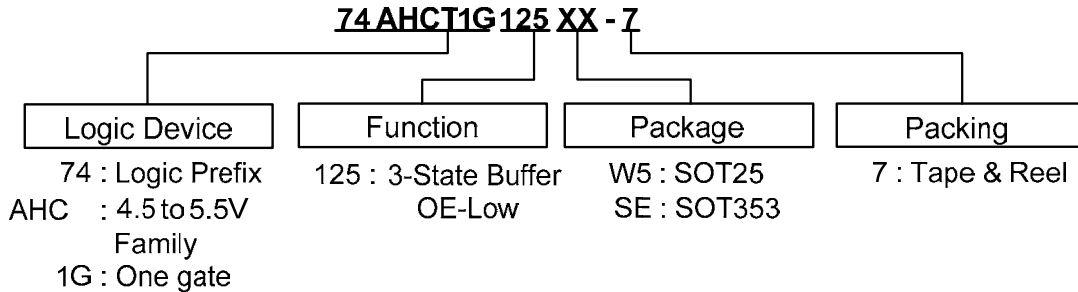 74 AHCT1G 125 XX - 7
Logic Device
74 : Logic Prefix
AHC : 4.5 to 5.5V
Family
1G : One gate
Function
125 : 3-State Buffer
OE-Low
Package
W5 : SOT25
SE : SOT353
Packing
7 : Tape & Reel